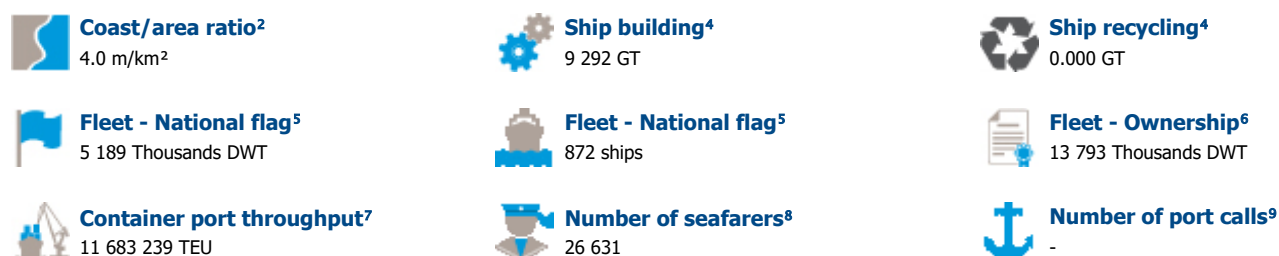 Coast/area ratio²
4.0 m/km²
Ship building⁴
9 292 GT
Ship recycling⁴
0.000 GT
Fleet - National flag⁵
5 189 Thousands DWT
Fleet - National flag⁵
872 ships
Fleet - Ownership⁶
13 793 Thousands DWT
Container port throughput⁷
11 683 239 TEU
Number of seafarers⁸
26 631
Number of port calls⁹
-